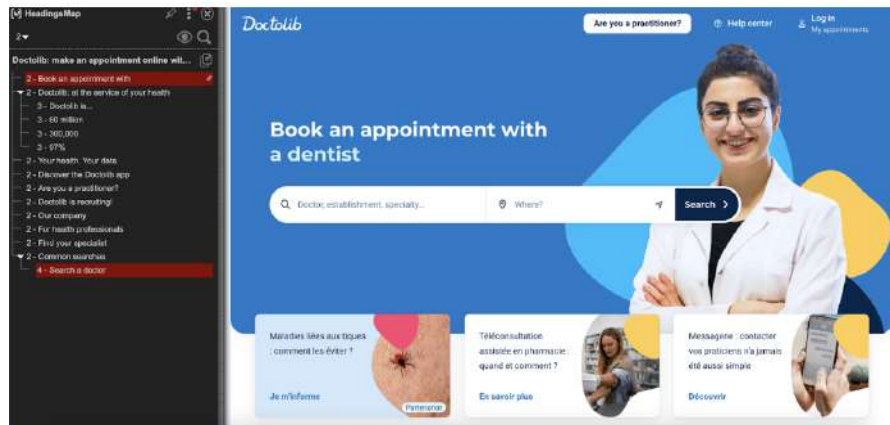 HeadingsMap
2
Doctolib: make an appointment online wit...
2 - Book an appointment with
2 - Doctolib: at the service of your health
3 - Doctolib is...
3 - 60 million
3 - 300,000
3 - 97%
2 - Your health. Your data
2 - Discover the Doctolib app
2 - Are you a practitioner?
2 - Doctolib is recruiting!
2 - Our company
2 - For health professionals
2 - Find your specialist
2 - Common searches
4 - Search a doctor
Doctolib
Are you a practitioner?
Help center
Log in
My appointments
Book an appointment with
a dentist
Doctor, establishment, specialty...
Where?
Search
Maladies liées aux tiques
: comment les éviter ?
Je m'informe
Partenariat
Téléconsultation
assistée en pharmacie :
quand et comment ?
En savoir plus
Messagerie : contacter
vos praticiens n'a jamais
été aussi simple
Découvrir